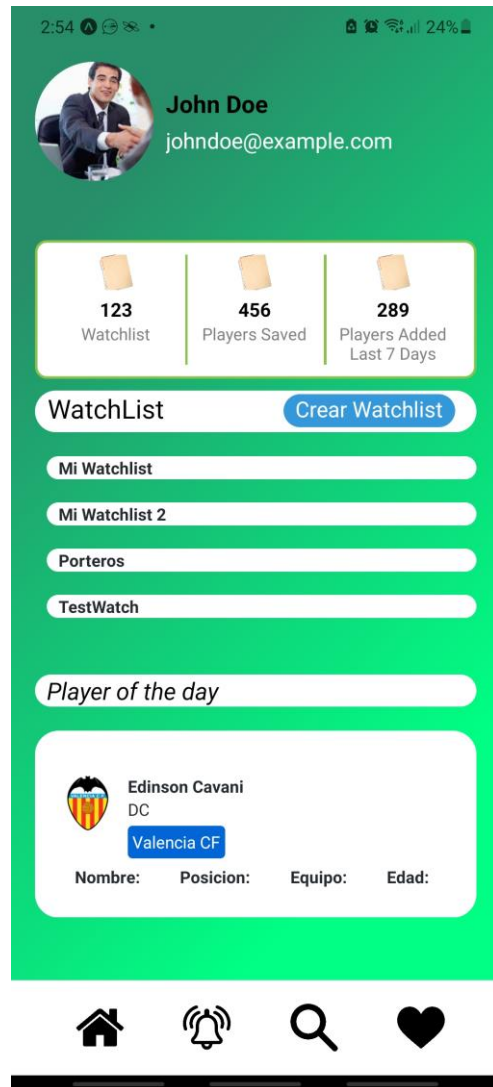 2:54
24%
John Doe
johndoe@example.com
123
Watchlist
456
Players Saved
289
Players Added
Last 7 Days
WatchList
Crear Watchlist
Mi Watchlist
Mi Watchlist 2
Porteros
TestWatch
Player of the day
Edinson Cavani
DC
Valencia CF
Nombre: Posicion: Equipo: Edad: